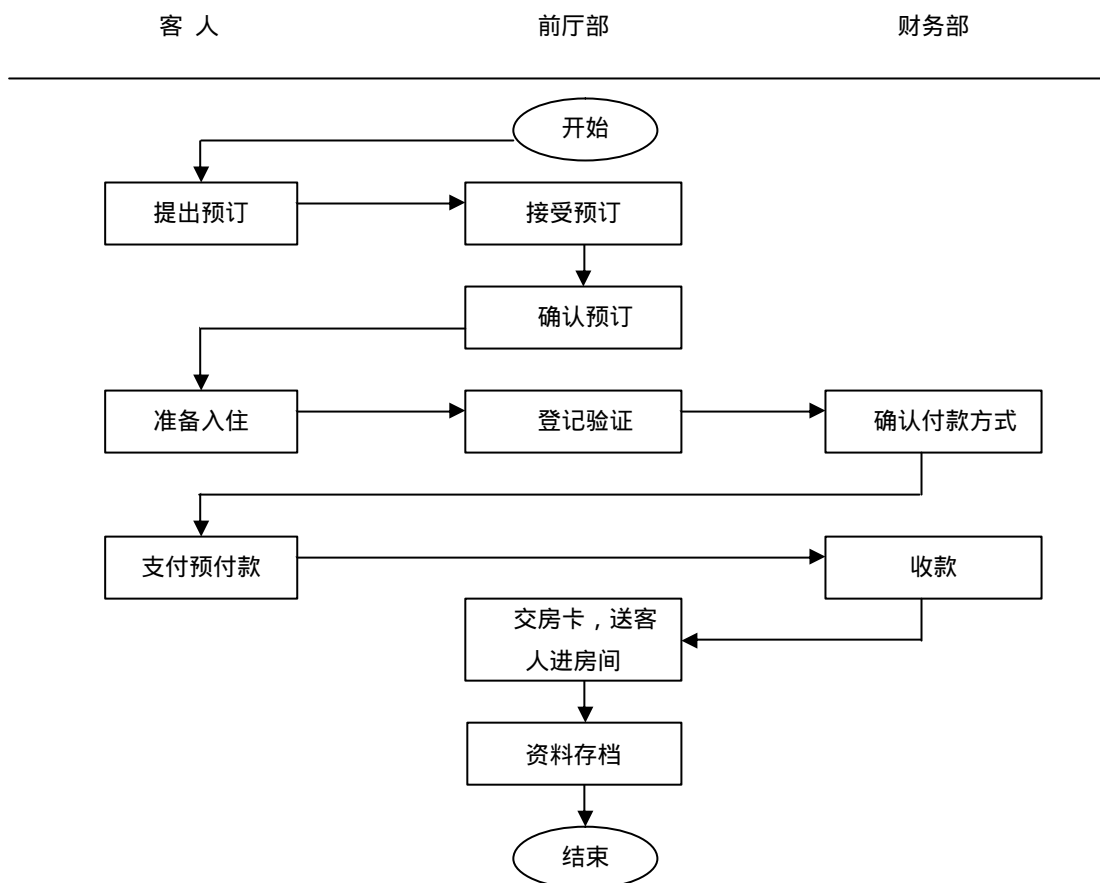 客 人 前厅部 财务部
开始
提出预订 接受预订
确认预订
准备入住 登记验证 确认付款方式
支付预付款 收款
交房卡，送客
人进房间
资料存档
结束